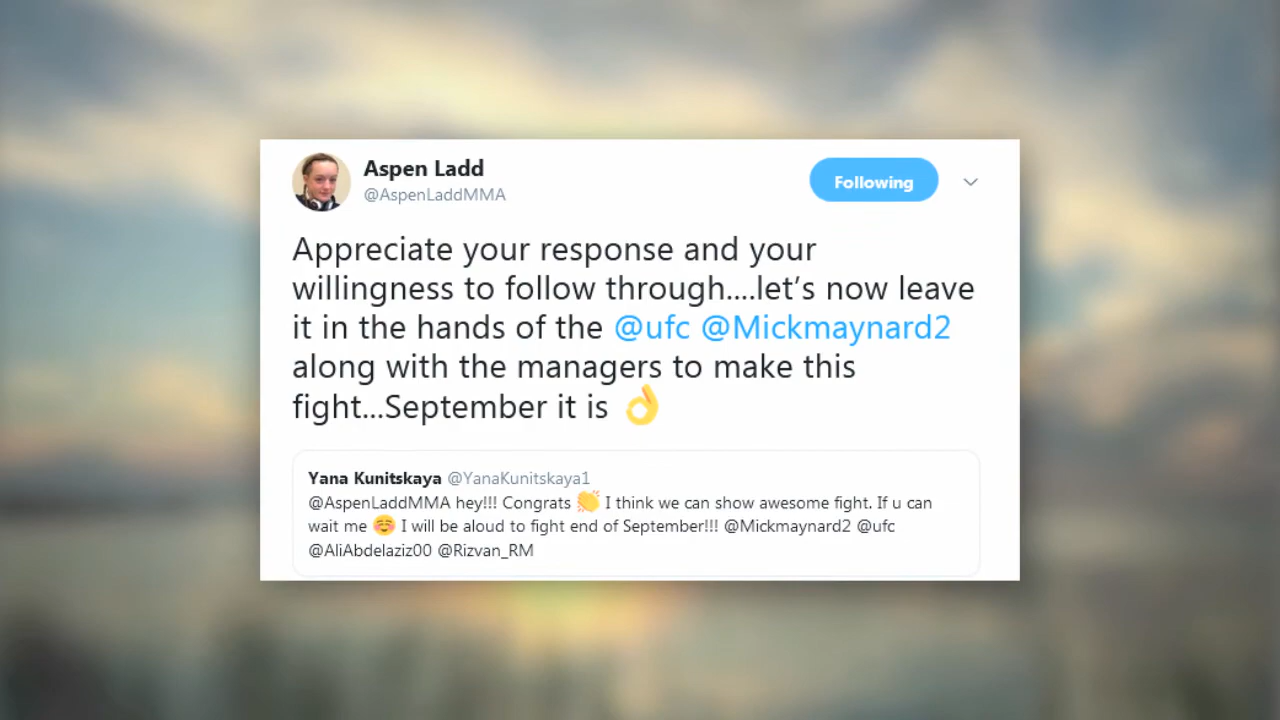 Aspen Ladd
@AspenLaddMMA
Following
Appreciate your response and your
willingness to follow through....let's now leave
it in the hands of the @ufc @Mickmaynard2
along with the managers to make this
fight...September it is 👌
Yana Kunitskaya @YanaKunitskaya1
@AspenLaddMMA hey!!! Congrats 👏 I think we can show awesome fight. If u can
wait me ☺️ I will be aloud to fight end of September!!! @Mickmaynard2 @ufc
@AliAbdelaziz00 @Rizvan_RM